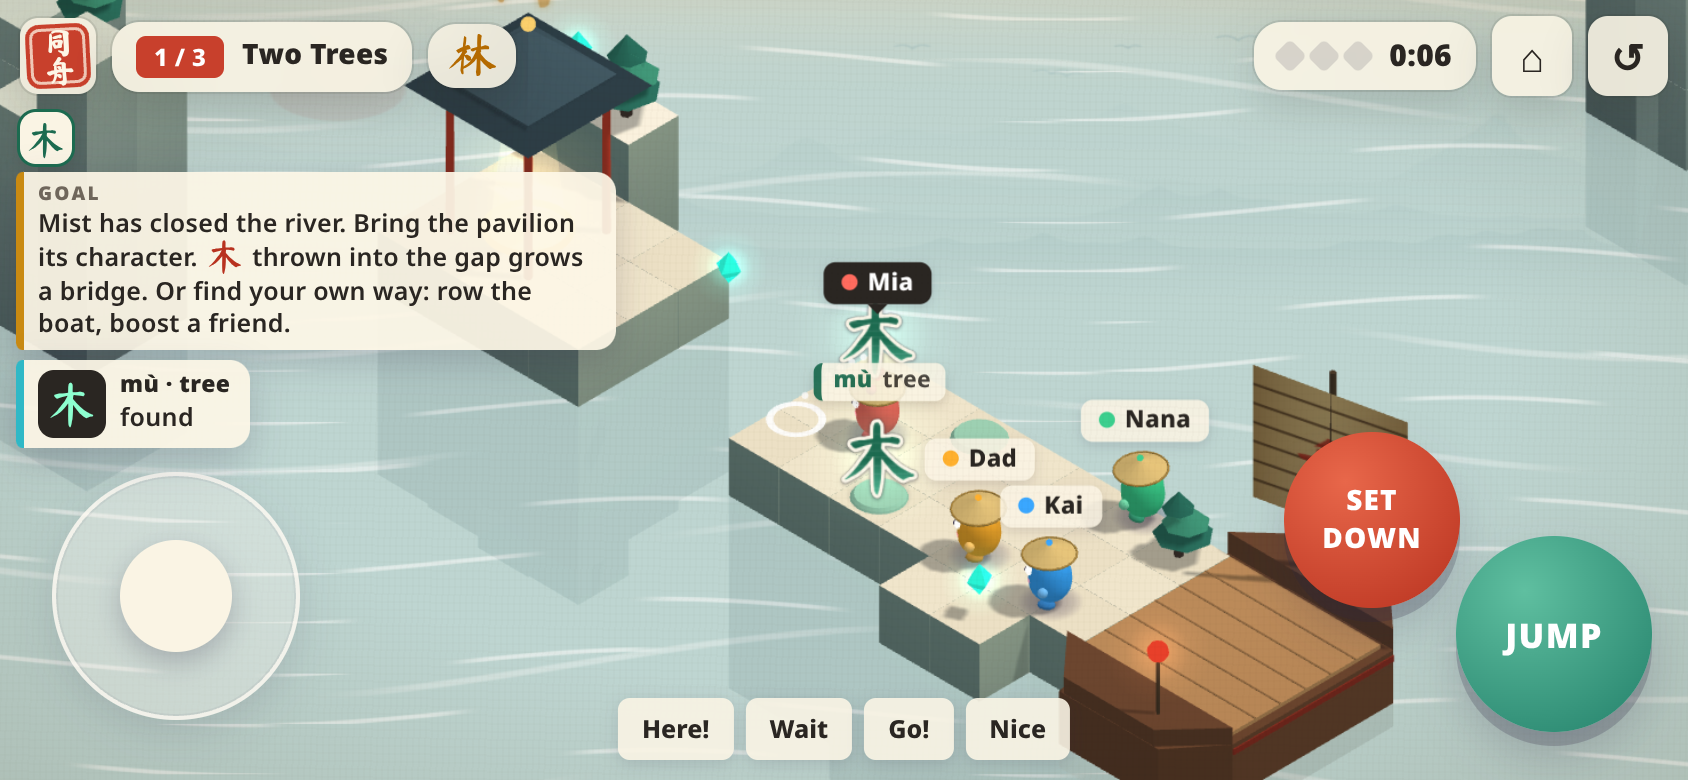 同舟
1 / 3
Two Trees
林
0:06
木
GOAL
Mist has closed the river. Bring the pavilion
its character. 木 thrown into the gap grows
a bridge. Or find your own way: row the
boat, boost a friend.
木
mù · tree
found
Mia
木
mù tree
木
Dad
Nana
Kai
SET
DOWN
JUMP
Here!
Wait
Go!
Nice